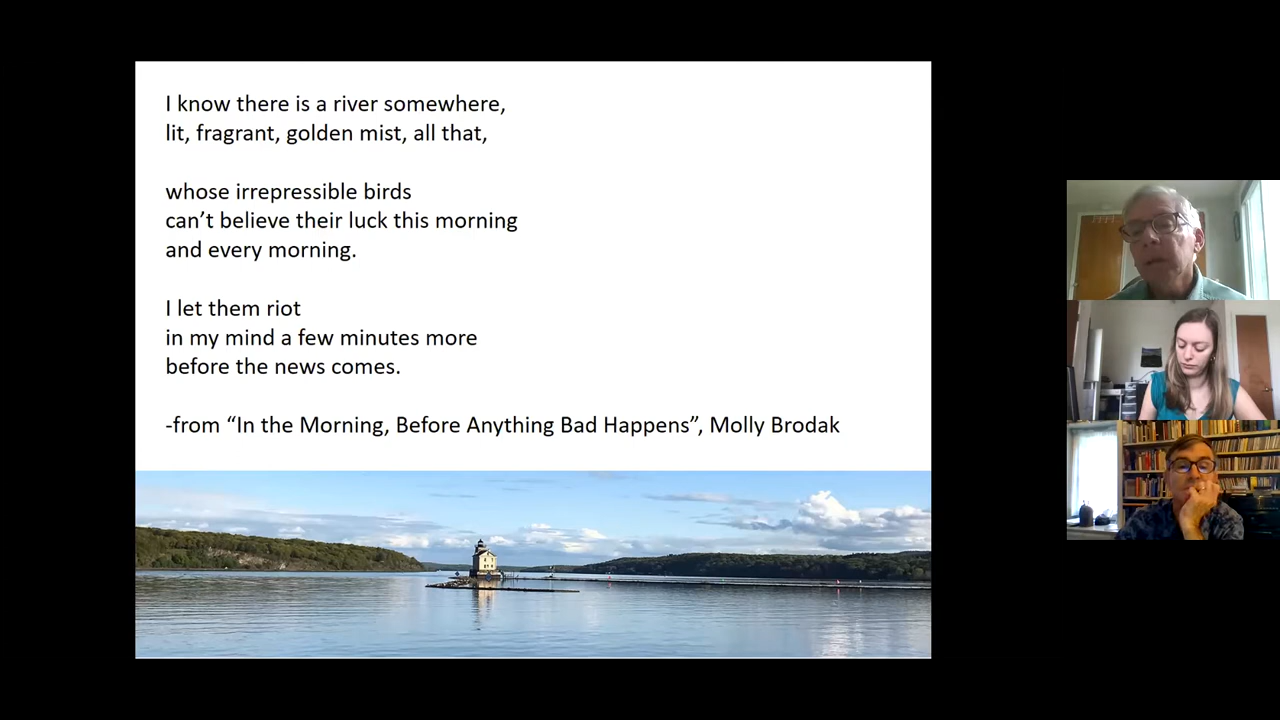 I know there is a river somewhere,
lit, fragrant, golden mist, all that,
whose irrepressible birds
can’t believe their luck this morning
and every morning.
I let them riot
in my mind a few minutes more
before the news comes.
-from “In the Morning, Before Anything Bad Happens”, Molly Brodak